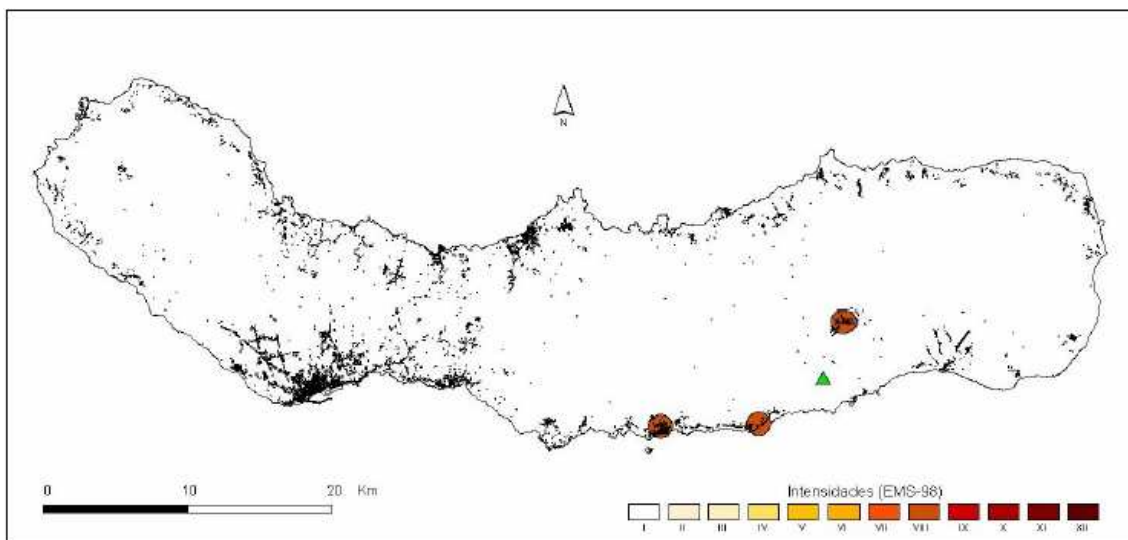 N
0 10 20 Km
Intensidades (EMS-98)
I II III IV V VI VII VIII IX X XI XII